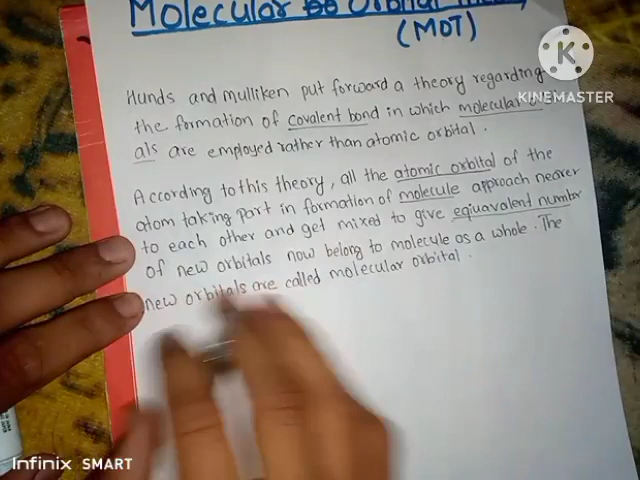 Molecular Orbital Theory
(MOT)
K
KINEMASTER
Hunds and mulliken put forward a theory regarding
the formation of covalent bond in which molecular
als are employed rather than atomic orbital.
According to this theory, all the atomic orbital of the
atom taking part in formation of molecule approach nearer
to each other and get mixed to give equavalent number
of new orbitals now belong to molecule as a whole. The
new orbitals are called molecular orbital.
Infinix SMART